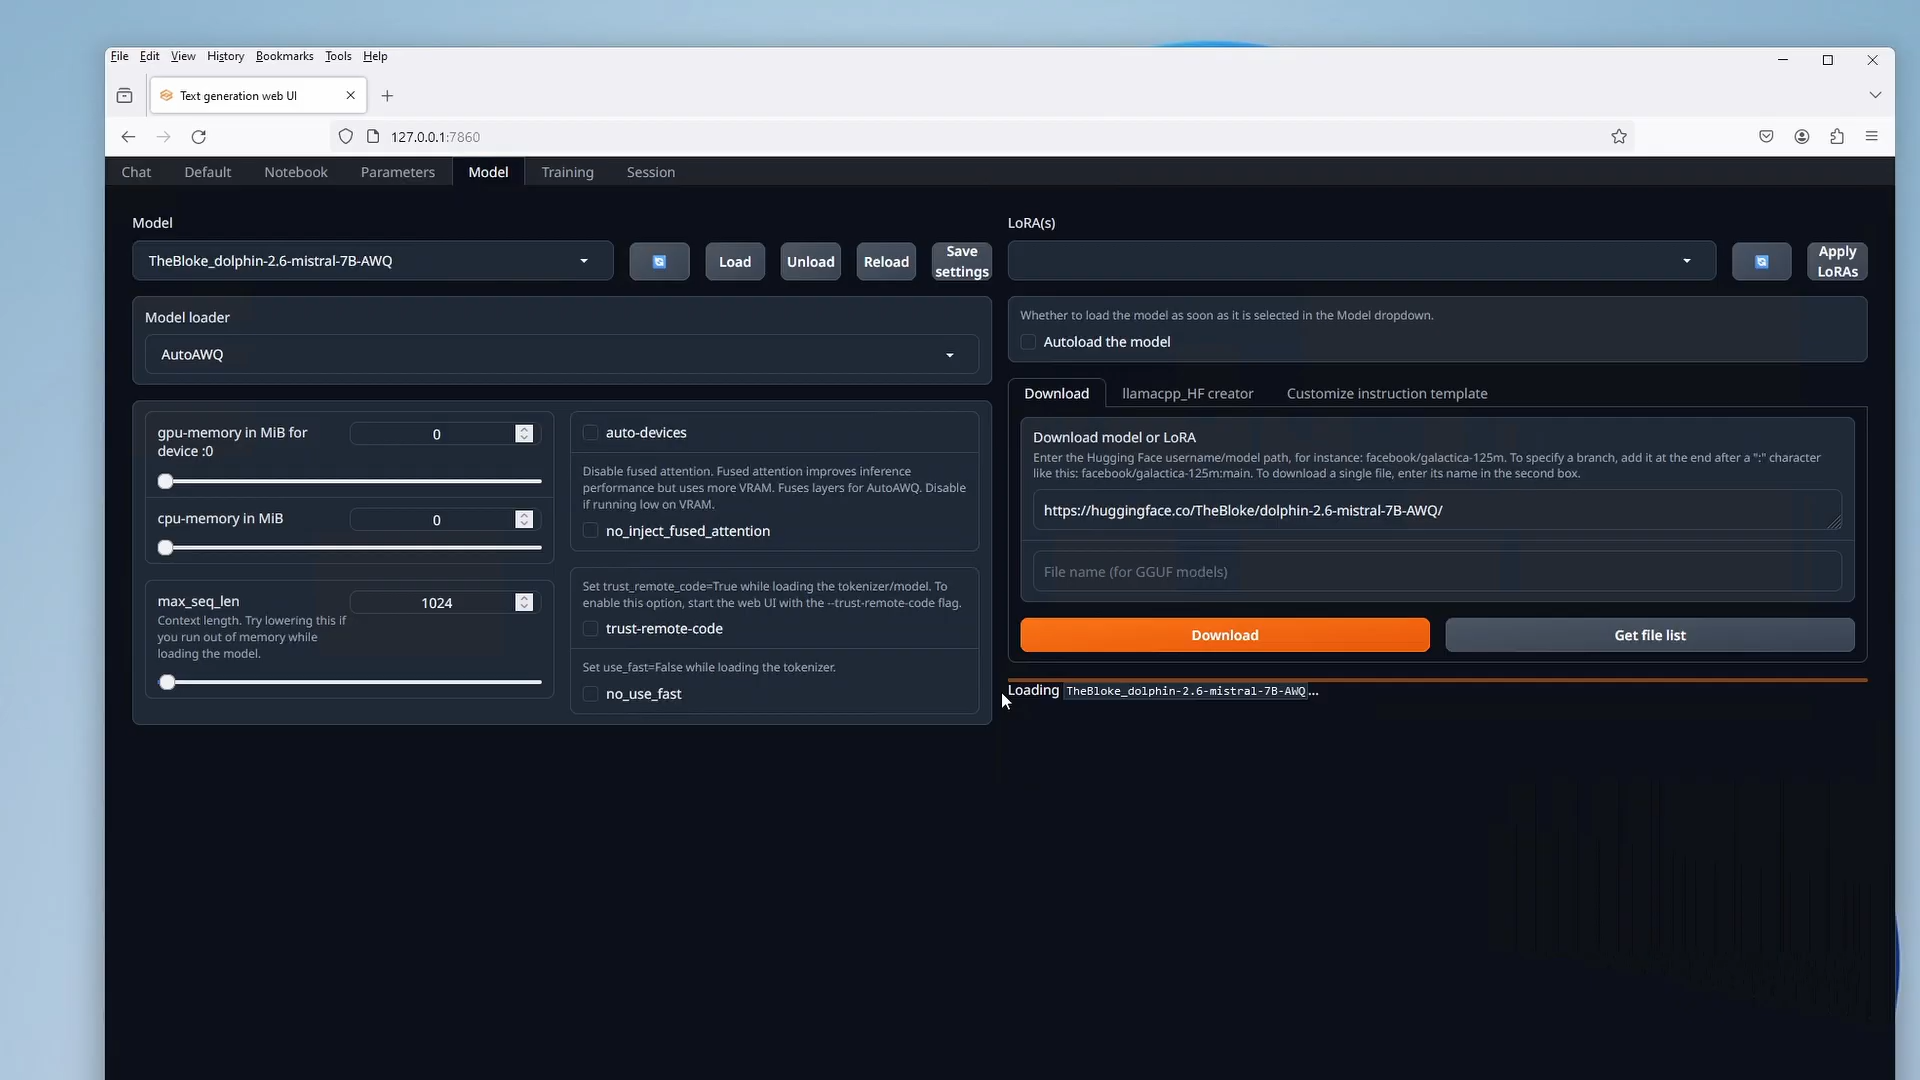 File Edit View History Bookmarks Tools Help
Text generation web UI
127.0.0.1:7860
Chat Default Notebook Parameters Model Training Session
Model
TheBloke_dolphin-2.6-mistral-7B-AWQ
Load
Unload
Reload
Save
settings
Model loader
AutoAWQ
gpu-memory in MiB for
device :0
0
cpu-memory in MiB
0
max_seq_len
1024
Context length. Try lowering this if
you run out of memory while
loading the model.
auto-devices
Disable fused attention. Fused attention improves inference
performance but uses more VRAM. Fuses layers for AutoAWQ. Disable
if running low on VRAM.
no_inject_fused_attention
Set trust_remote_code=True while loading the tokenizer/model. To
enable this option, start the web UI with the --trust-remote-code flag.
trust-remote-code
Set use_fast=False while loading the tokenizer.
no_use_fast
LoRA(s)
Apply
LoRAs
Whether to load the model as soon as it is selected in the Model dropdown.
Autoload the model
Download llamacpp_HF creator Customize instruction template
Download model or LoRA
Enter the Hugging Face username/model path, for instance: facebook/galactica-125m. To specify a branch, add it at the end after a ":" character
like this: facebook/galactica-125m:main. To download a single file, enter its name in the second box.
https://huggingface.co/TheBloke/dolphin-2.6-mistral-7B-AWQ/
File name (for GGUF models)
Download
Get file list
Loading TheBloke_dolphin-2.6-mistral-7B-AWQ...